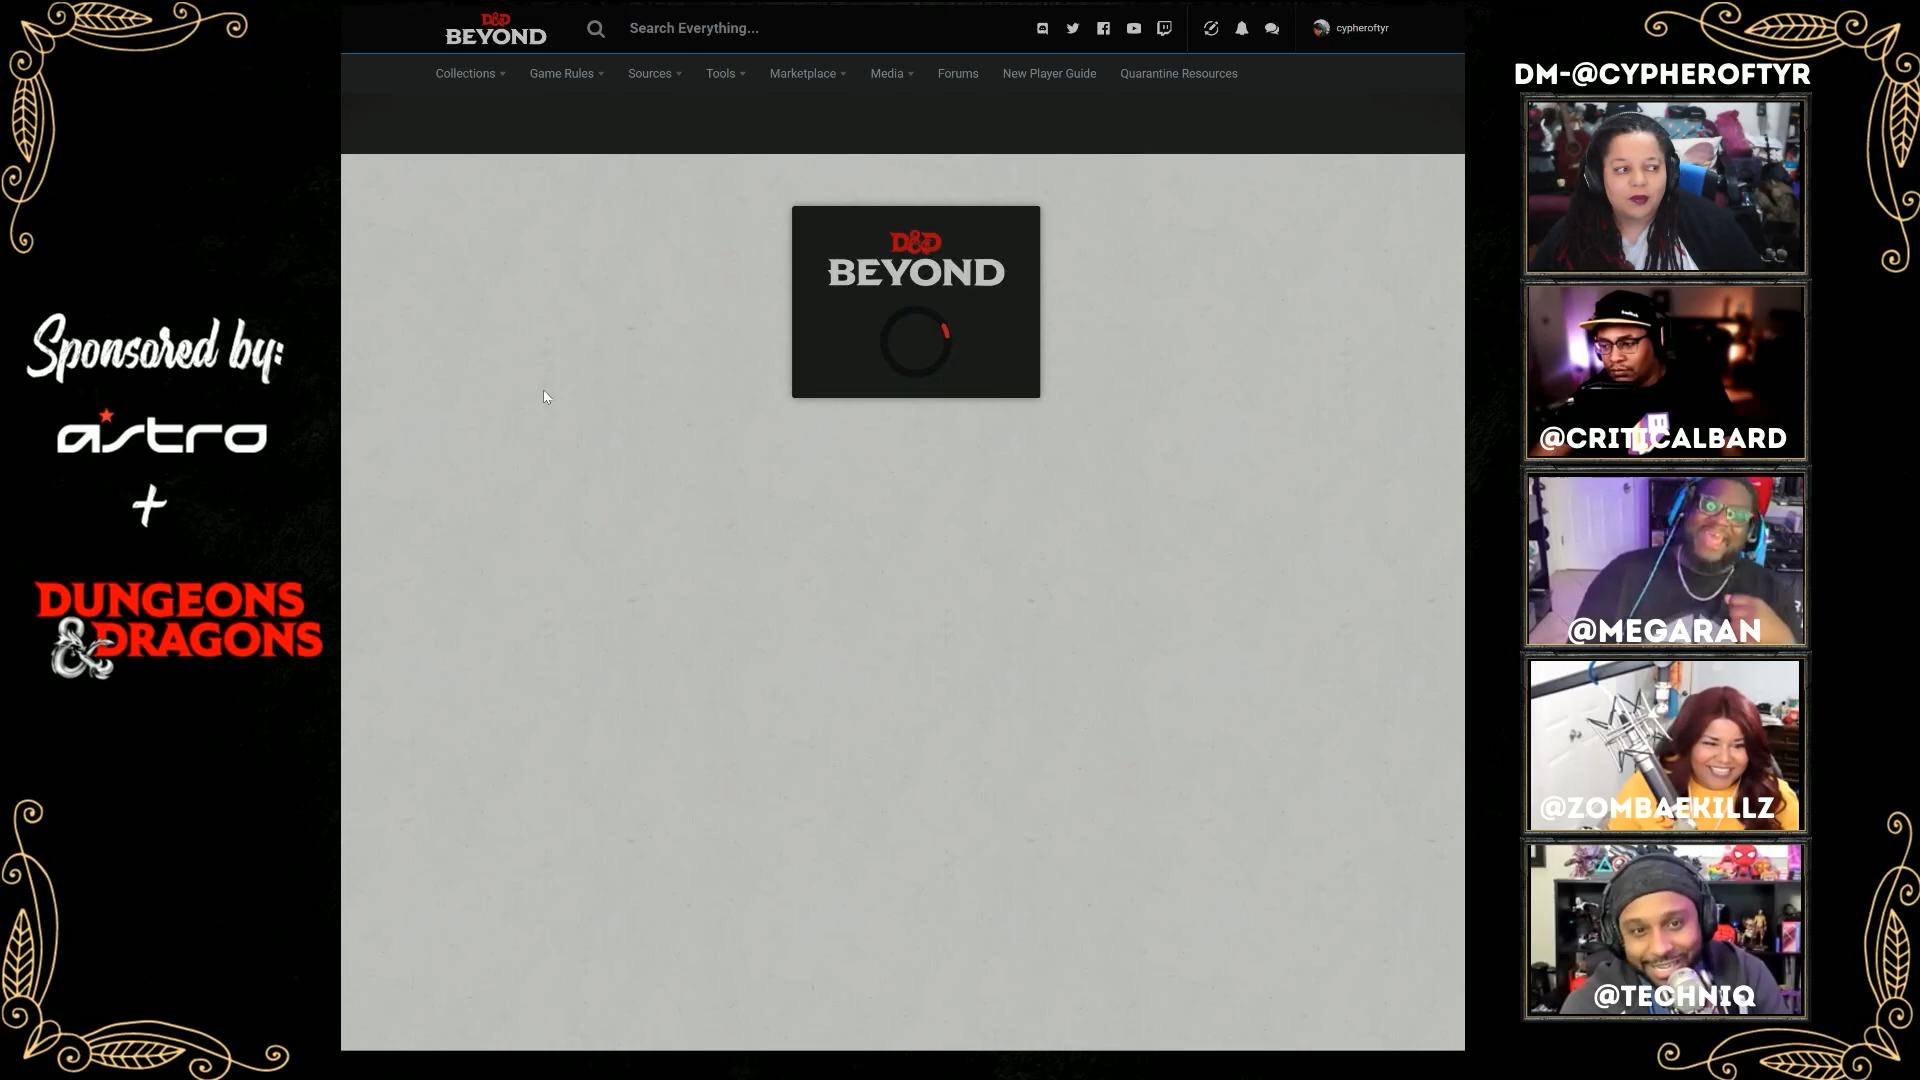 D&D
BEYOND
Search Everything...
cypheroftyr
Collections
Game Rules
Sources
Tools
Marketplace
Media
Forums
New Player Guide
Quarantine Resources
D&D
BEYOND
Sponsored by:
astro
+
DUNGEONS
&DRAGONS
DM-@CYPHEROFTYR
@CRITICALBARD
@MEGARAN
@ZOMBAEKILLZ
@TECHNIQ